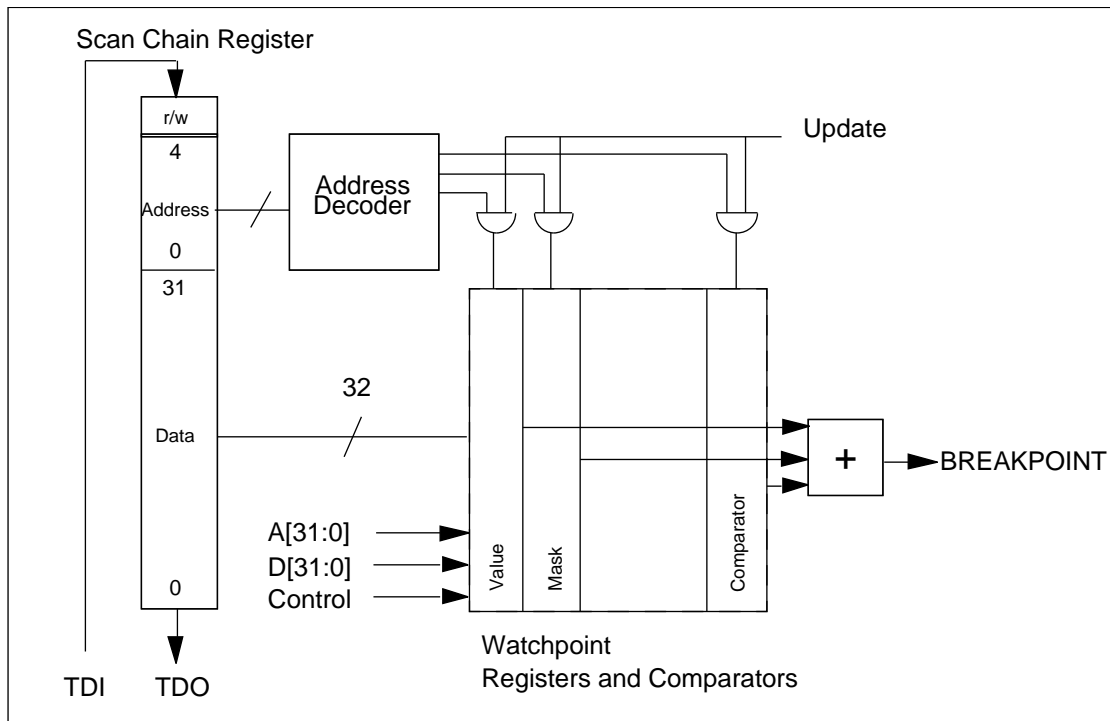 Scan Chain Register
r/w
4
Address
0
31
Data
0
TDI
TDO
Address
Decoder
Update
32
A[31:0]
D[31:0]
Control
Value
Mask
Comparator
+
BREAKPOINT
Watchpoint
Registers and Comparators